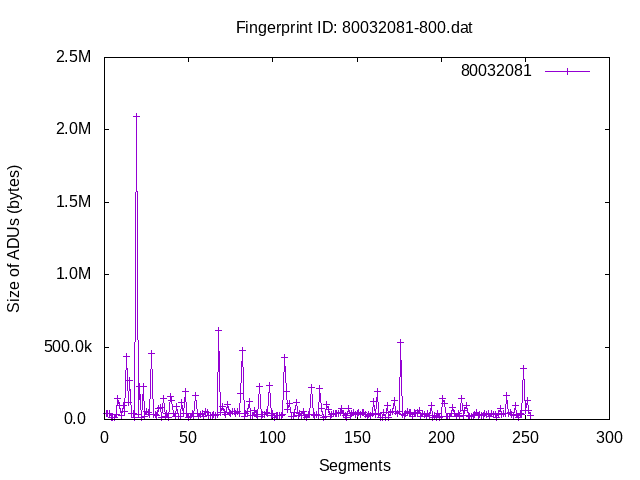 Fingerprint ID: 80032081-800.dat
80032081
2.5M
2.0M
1.5M
1.0M
500.0k
0.0
Size of ADUs (bytes)
0 50 100 150 200 250 300
Segments